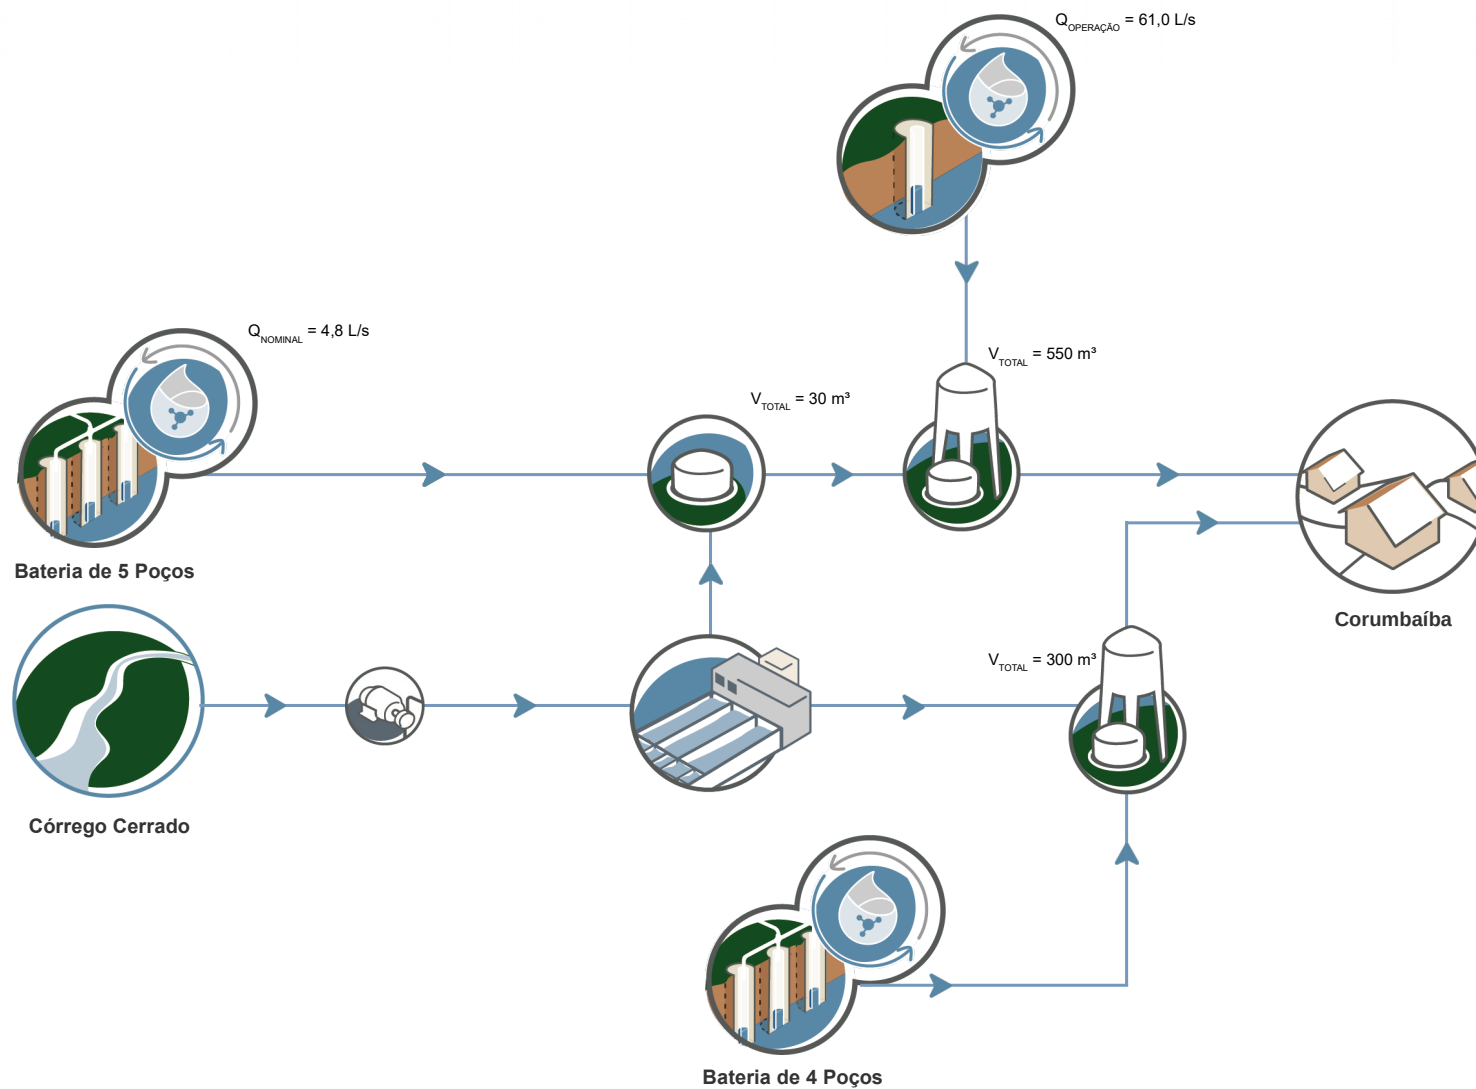 Q OPERAÇÃO = 61,0 L/s
Q NOMINAL = 4,8 L/s
V TOTAL = 550 m³
V TOTAL = 30 m³
Bateria de 5 Poços
Corumbaíba
V TOTAL = 300 m³
Córrego Cerrado
Bateria de 4 Poços